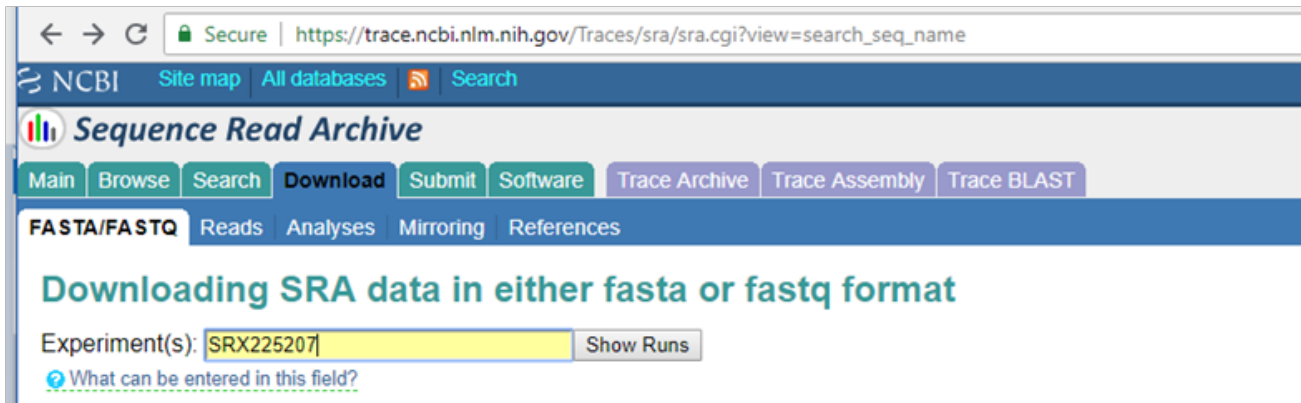 Secure | https://trace.ncbi.nlm.nih.gov/Traces/sra/sra.cgi?view=search_seq_name
NCBI Site map All databases Search
Sequence Read Archive
Main Browse Search Download Submit Software Trace Archive Trace Assembly Trace BLAST
FASTA/FASTQ Reads Analyses Mirroring References
Downloading SRA data in either fasta or fastq format
Experiment(s): SRX225207 Show Runs
What can be entered in this field?